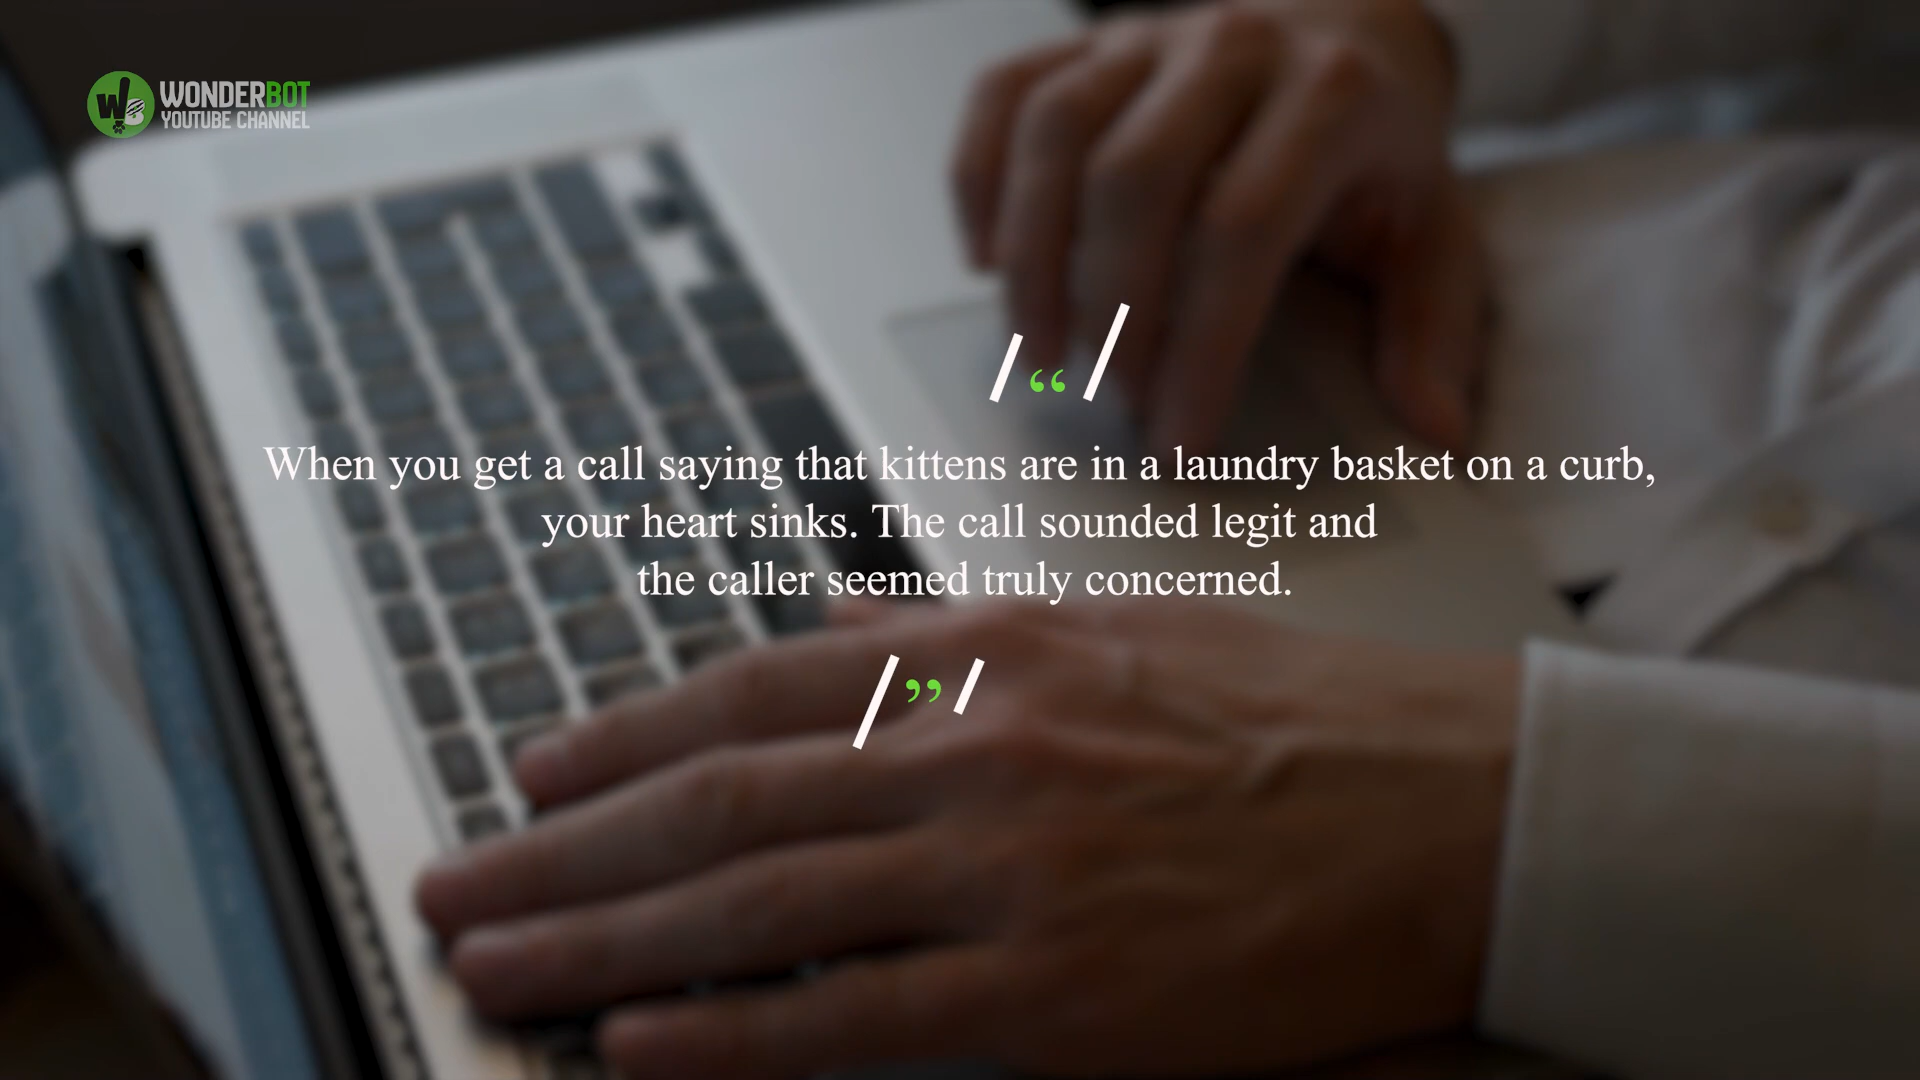 WONDERBOT
YOUTUBE CHANNEL
“
When you get a call saying that kittens are in a laundry basket on a curb,
your heart sinks. The call sounded legit and
the caller seemed truly concerned.
”